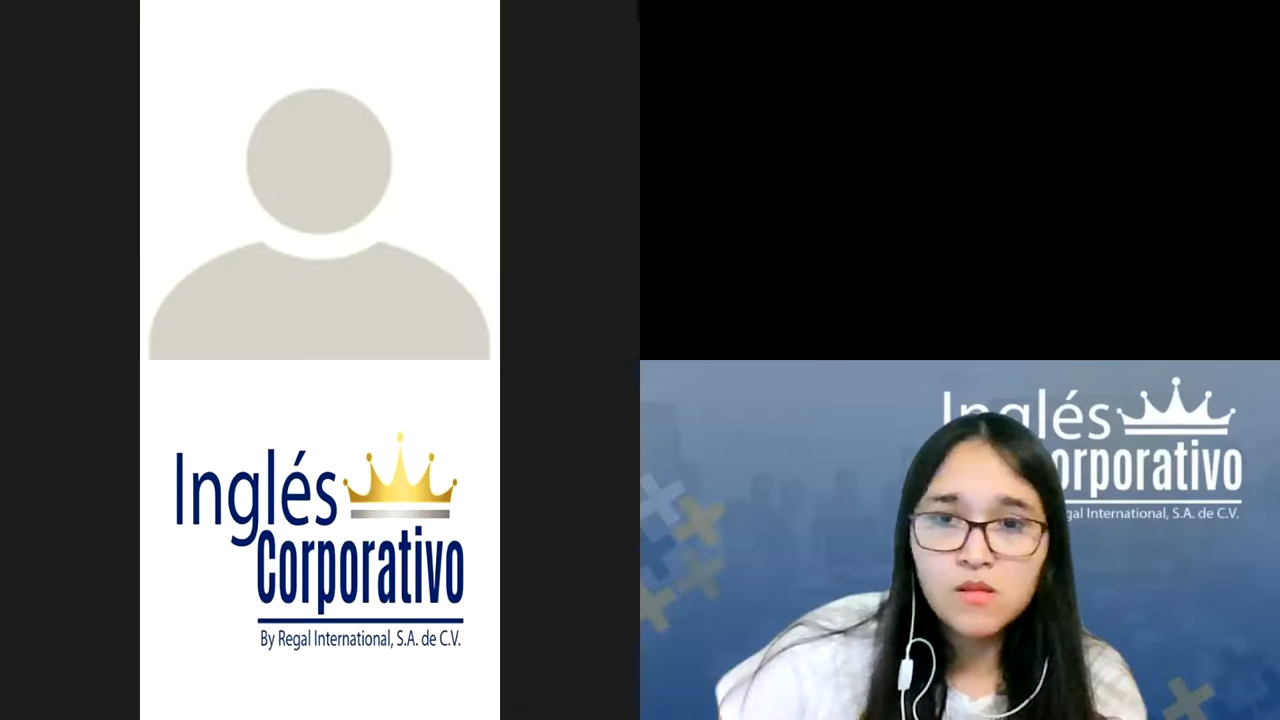 Inglés
Corporativo
By Regal International, S.A. de C.V.
Inglés
Corporativo
Regal International, S.A. de C.V.